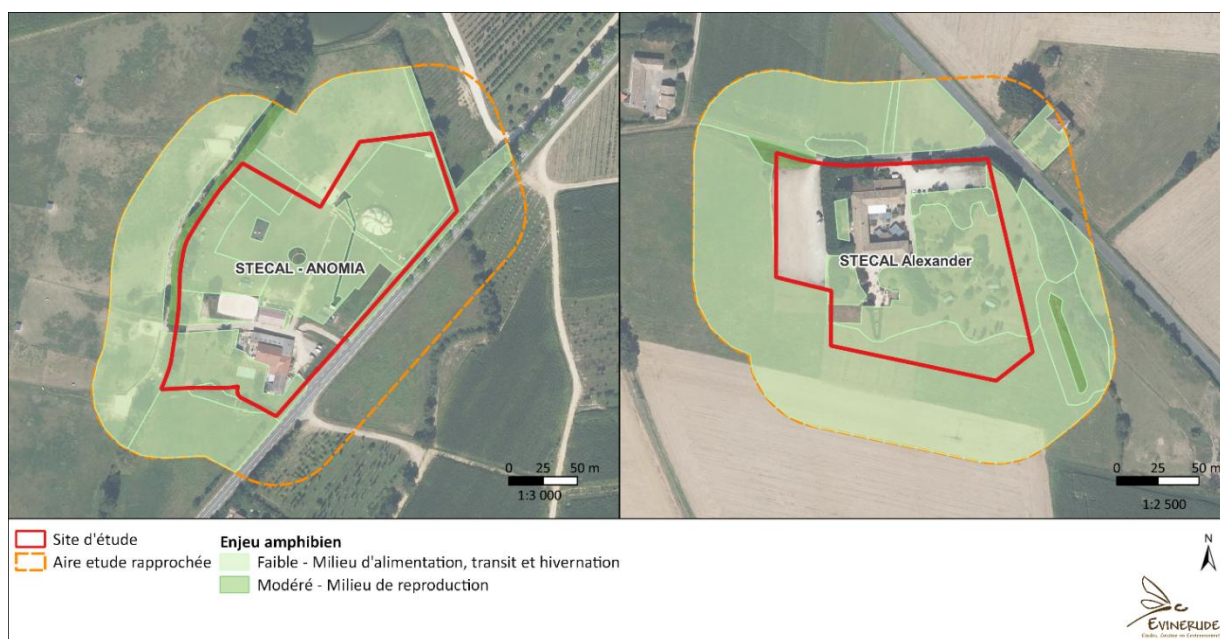 STECAL - ANOMIA
0 25 50 m
1:3 000
STECAL Alexander
0 25 50 m
1:2 500
Site d'étude
Aire etude rapprochée
Enjeu amphibien
Faible - Milieu d'alimentation, transit et hivernation
Modéré - Milieu de reproduction
N
EVINERUDE